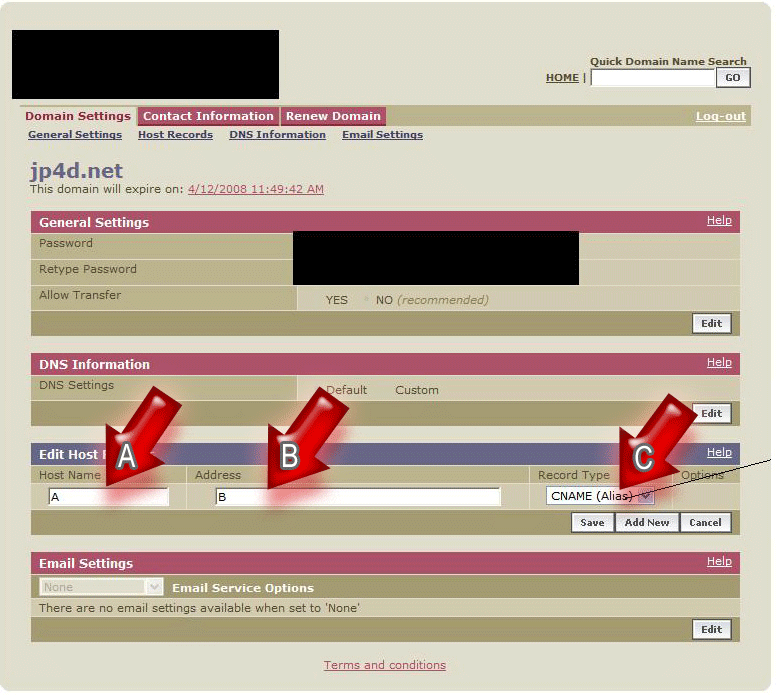 Quick Domain Name Search
HOME | GO
Domain Settings Contact Information Renew Domain Log-out
General Settings Host Records DNS Information Email Settings
jp4d.net
This domain will expire on: 4/12/2008 11:49:42 AM
General Settings Help
Password
Retype Password
Allow Transfer YES NO (recommended)
Edit
DNS Information Help
DNS Settings Default Custom
Edit
A B C
Edit Host Help
Host Name Address Record Type Options
A B CNAME (Alias)
Save Add New Cancel
Email Settings Help
None Email Service Options
There are no email settings available when set to 'None'
Edit
Terms and conditions